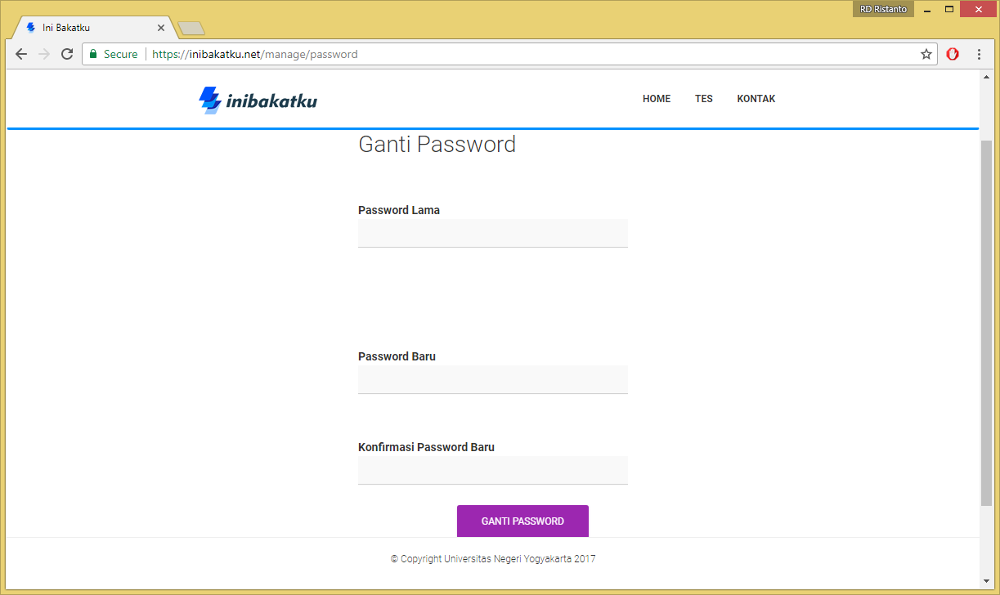 RD Ristanto
Ini Bakatku
Secure
https://inibakatku.net/manage/password
inibakatku
HOME TES KONTAK
Ganti Password
Password Lama
Password Baru
Konfirmasi Password Baru
GANTI PASSWORD
© Copyright Universitas Negeri Yogyakarta 2017